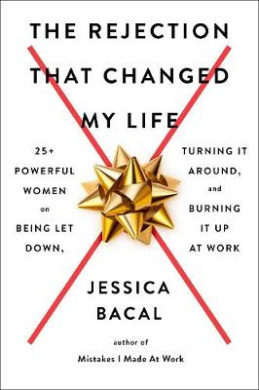 THE REJECTION
THAT CHANGED
MY LIFE
25+
POWERFUL
WOMEN
on
BEING LET
DOWN,
TURNING IT
AROUND,
and
BURNING
IT UP
AT WORK
JESSICA
BACAL
author of
Mistakes I Made At Work